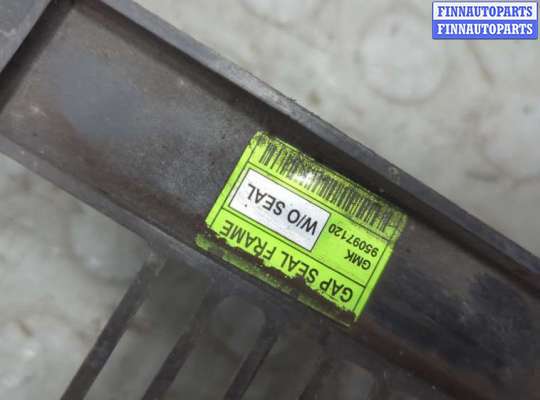 FINNAUTOPARTS
FINNAUTOPARTS
GAP SEAL FRAME
GMK
95097120
W/O SEAL